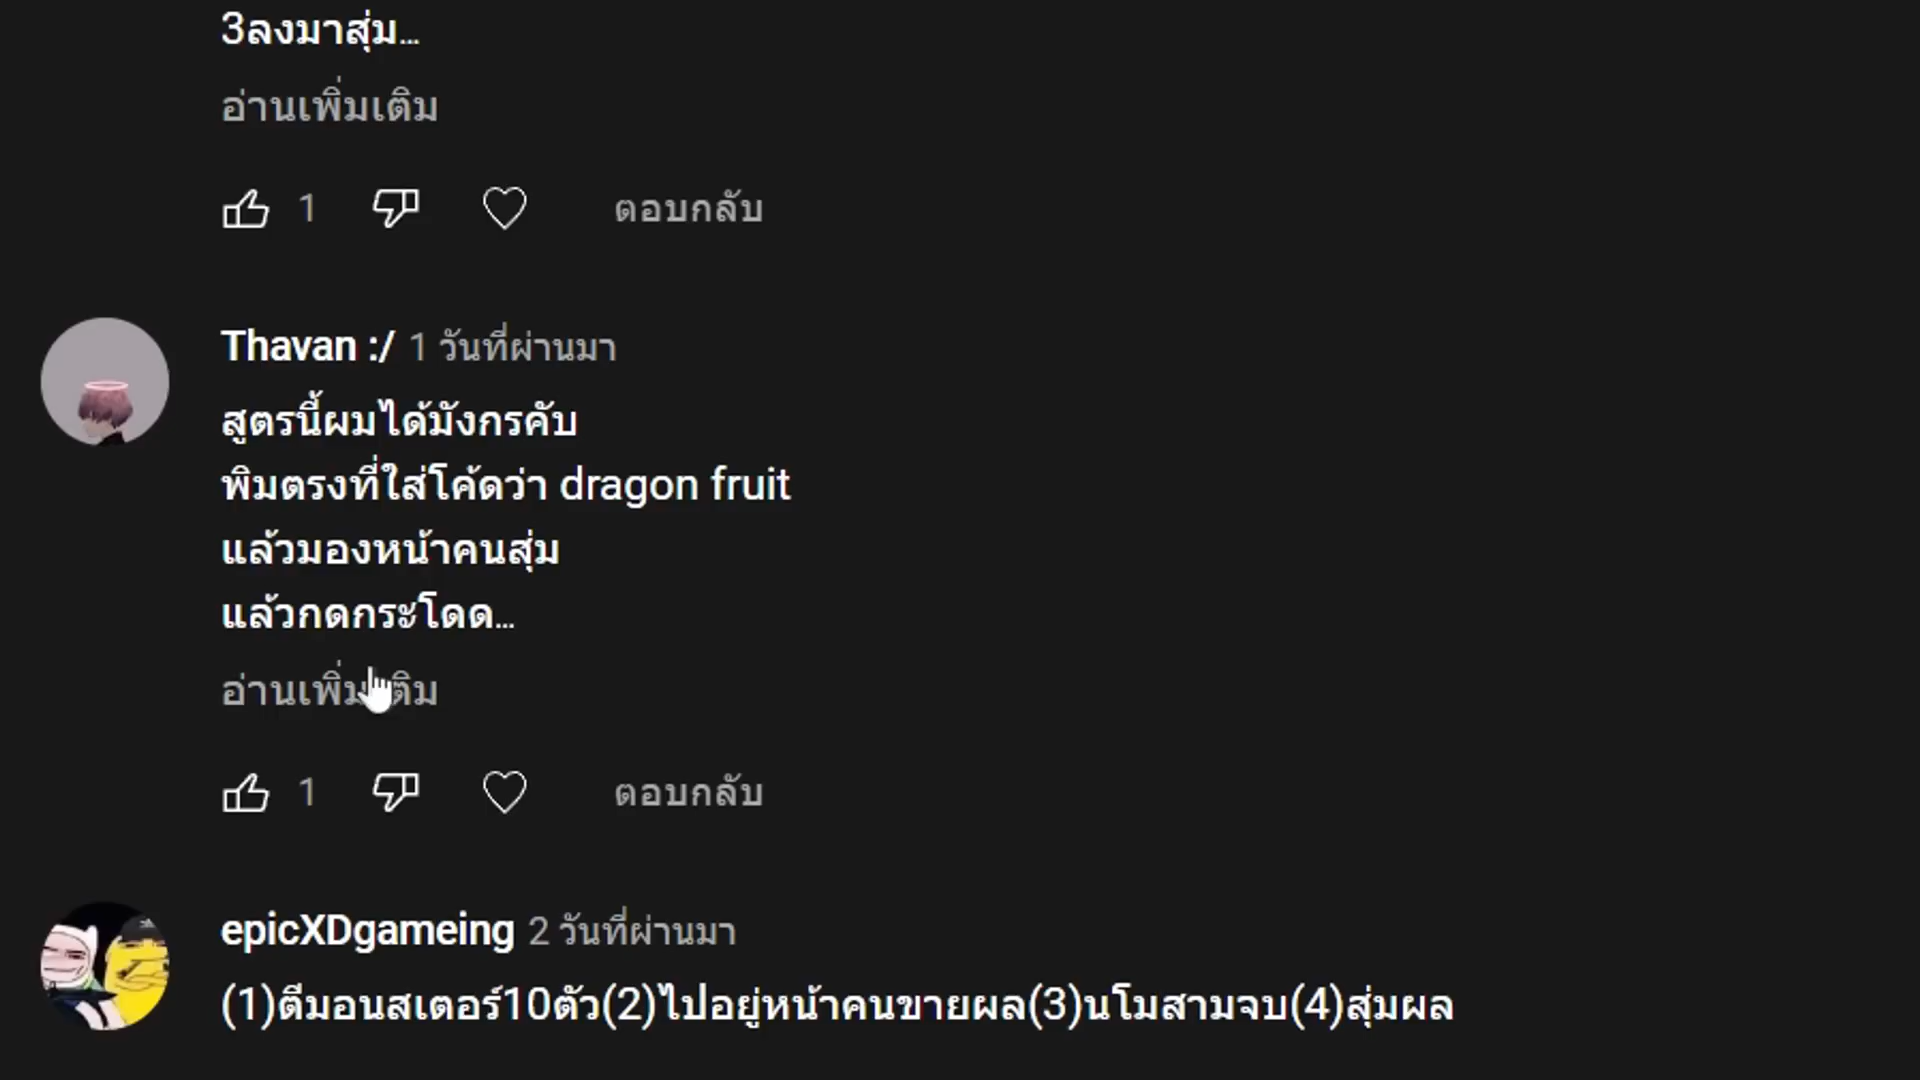 3ลงมาสุ่ม...
อ่านเพิ่มเติม
1 ตอบกลับ
Thavan :/ 1 วันที่ผ่านมา
สูตรนี้ผมได้มังกรคับ
พิมตรงที่ใส่โค้ดว่า dragon fruit
แล้วมองหน้าคนสุ่ม
แล้วกดกระโดด...
อ่านเพิ่มเติม
1 ตอบกลับ
epicXDgameing 2 วันที่ผ่านมา
(1)ตีมอนสเตอร์10ตัว(2)ไปอยู่หน้าคนขายผล(3)นโมสามจบ(4)สุ่มผล